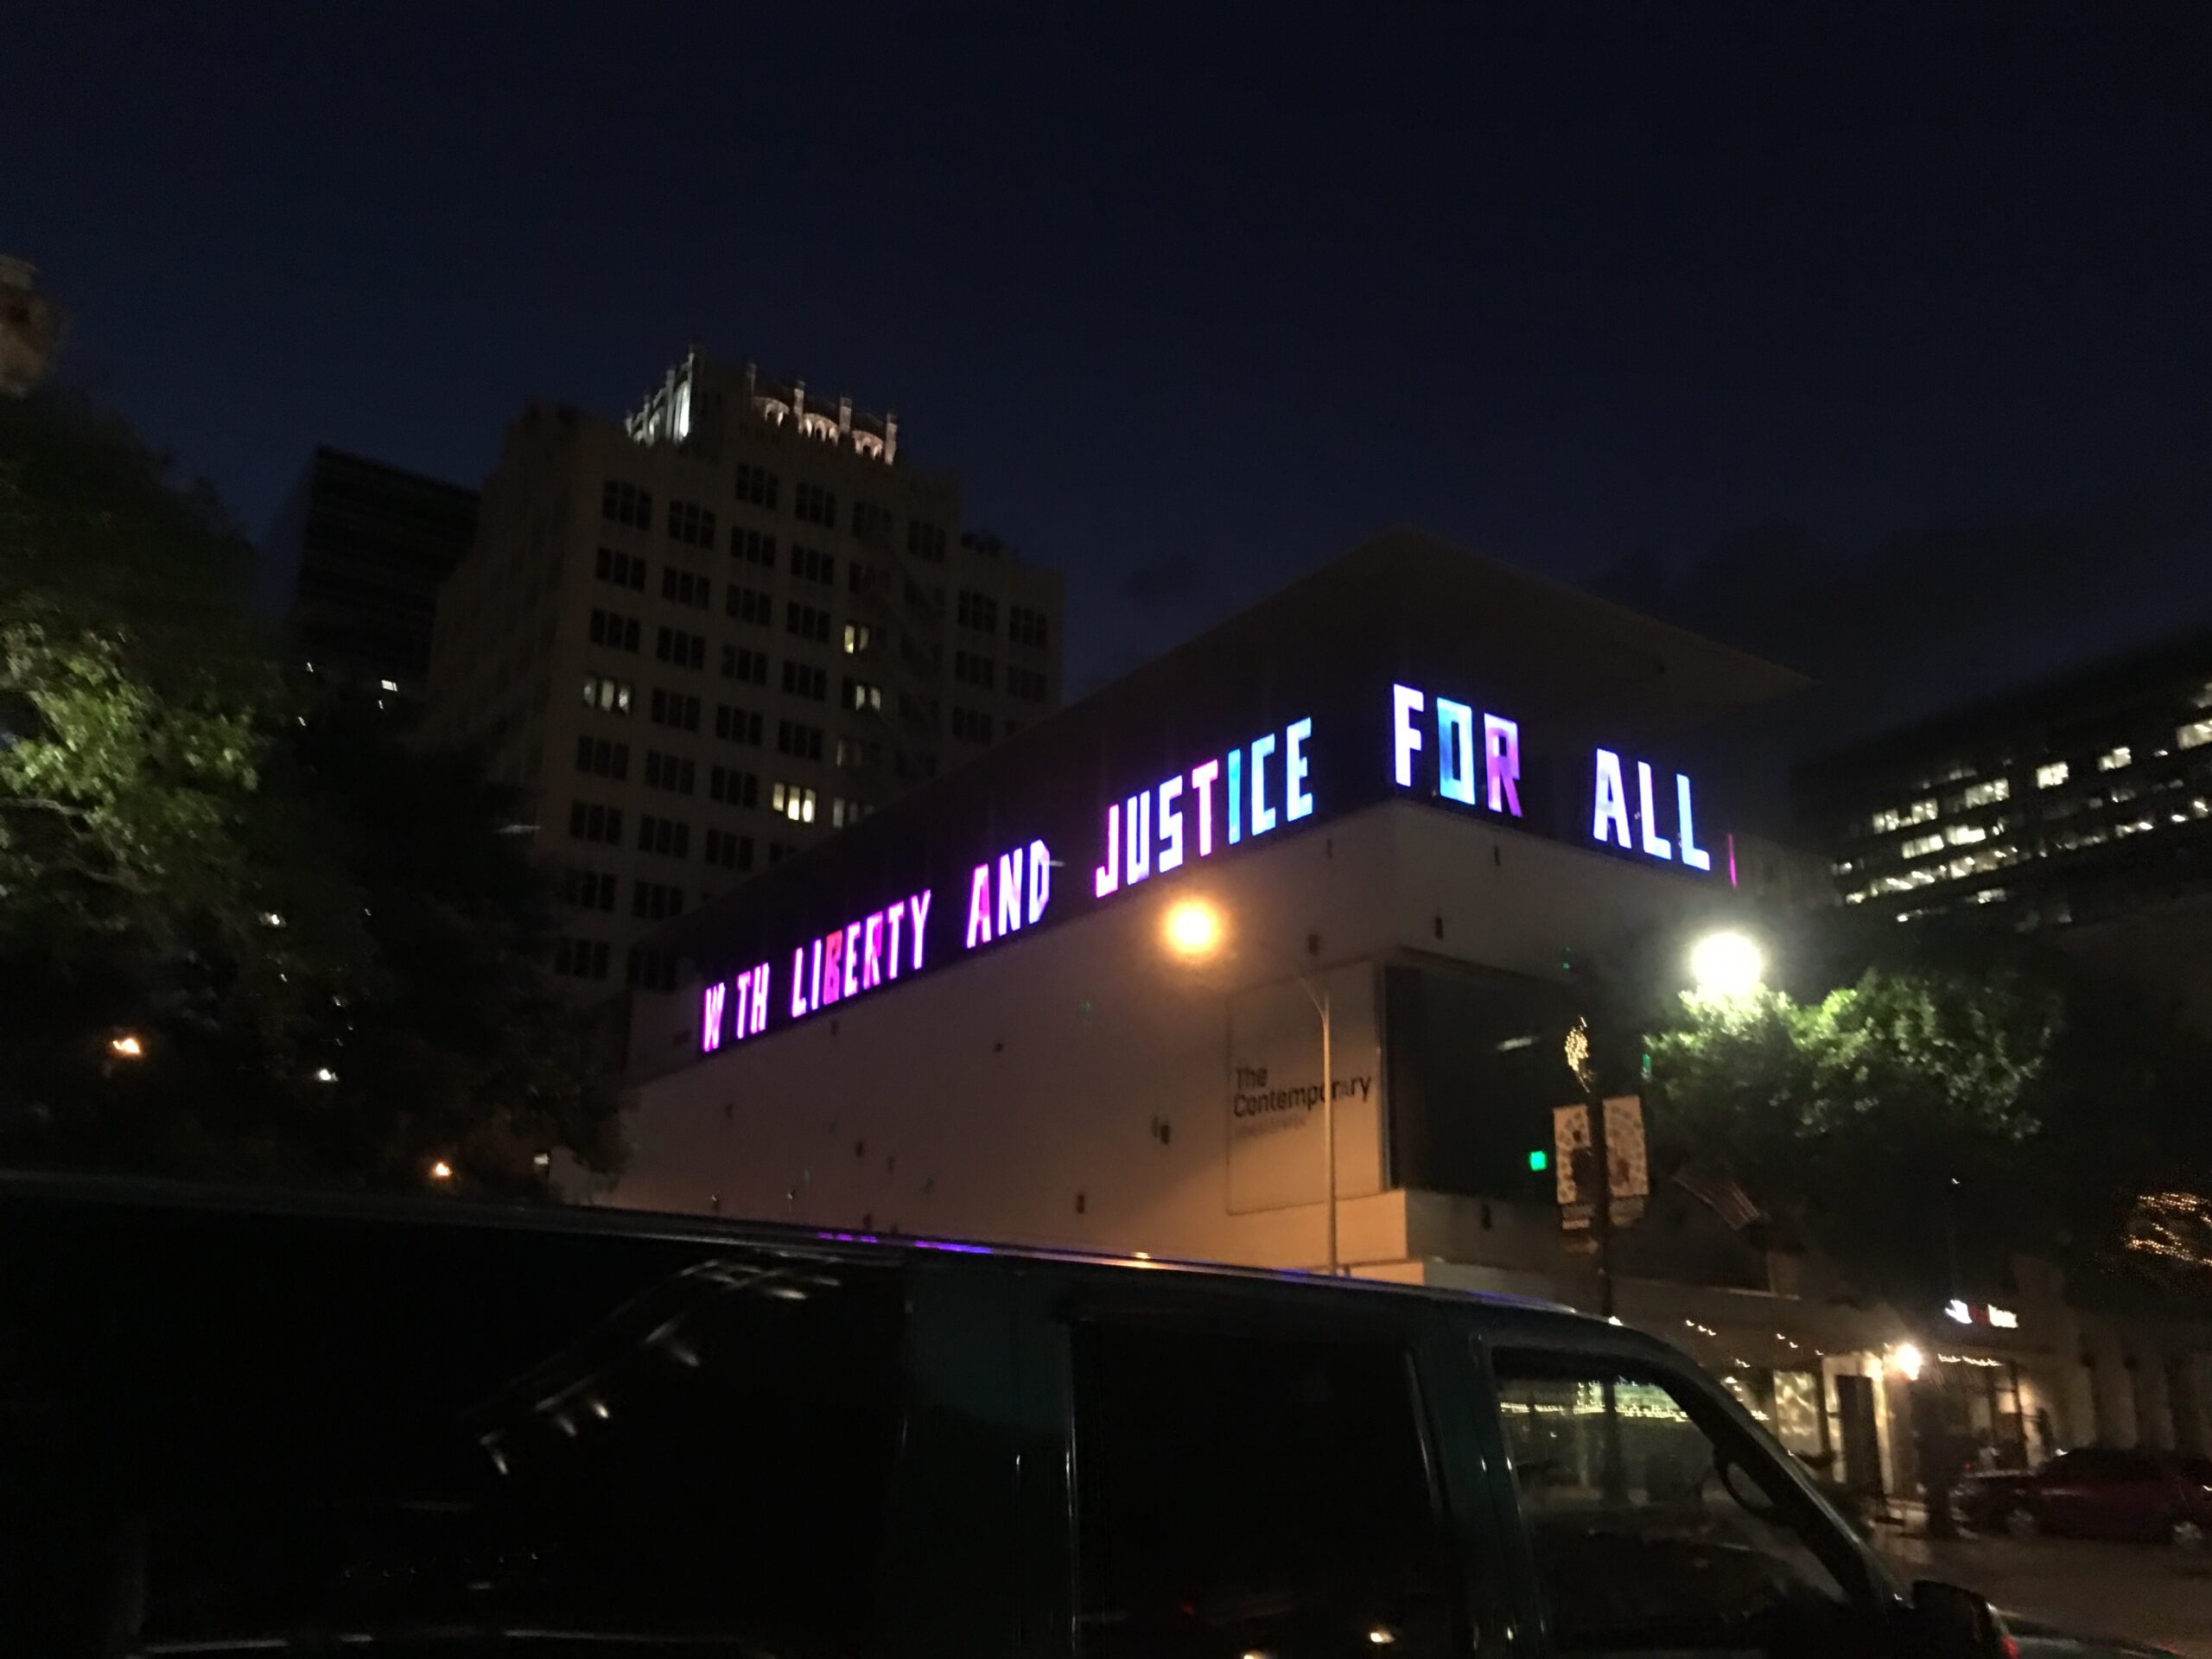 W TH LIBERTY AND JUSTICE FOR ALL
The
Contemporary